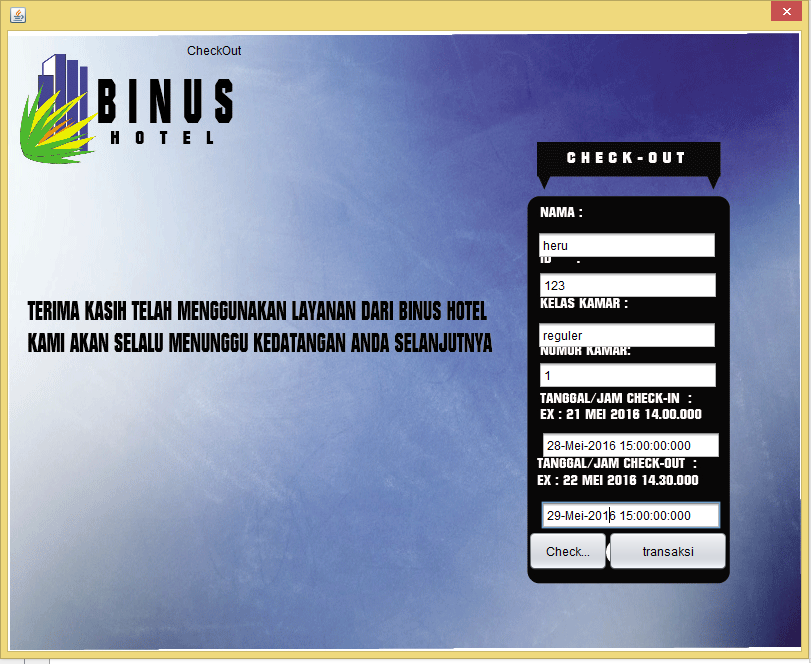 CheckOut
BINUS
HOTEL
CHECK-OUT
NAMA :
heru
ID :
123
KELAS KAMAR :
reguler
NOMOR KAMAR:
1
TANGGAL/JAM CHECK-IN :
EX : 21 MEI 2016 14.00.000
28-Mei-2016 15:00:00:000
TANGGAL/JAM CHECK-OUT :
EX : 22 MEI 2016 14.30.000
29-Mei-2016 15:00:00:000
Check...
transaksi
TERIMA KASIH TELAH MENGGUNAKAN LAYANAN DARI BINUS HOTEL
KAMI AKAN SELALU MENUNGGU KEDATANGAN ANDA SELANJUTNYA